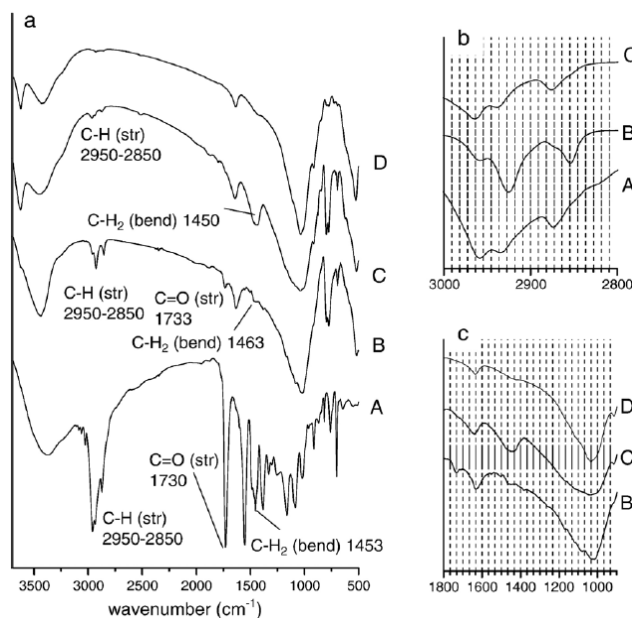 a
C-H (str)
2950-2850
D
C-H₂ (bend) 1450
C
C-H (str)
2950-2850
C=O (str)
1733
C-H₂ (bend) 1463
B
A
C=O (str)
1730
C-H (str)
2950-2850
C-H₂ (bend) 1453
3500 3000 2500 2000 1500 1000 500
wavenumber (cm⁻¹)
b
C
B
A
3000 2900 2800
c
D
C
B
1800 1600 1400 1200 1000